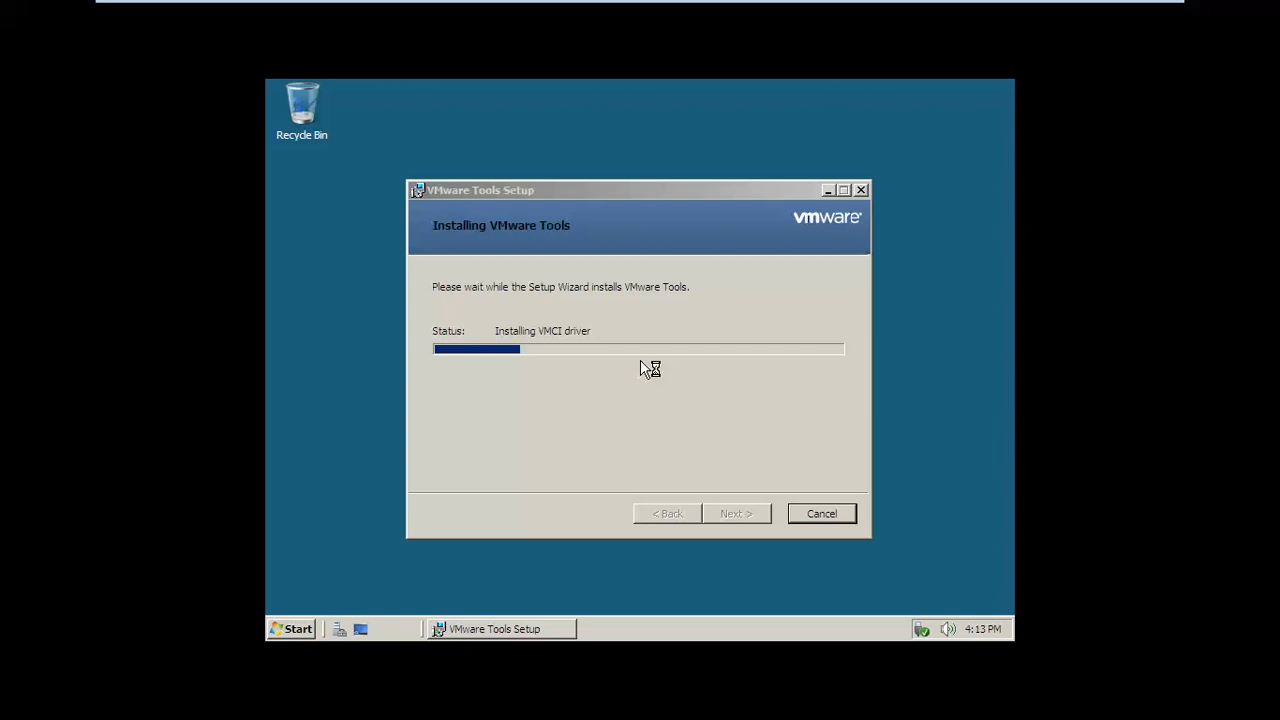 Recycle Bin
VMware Tools Setup
Installing VMware Tools
vmware
Please wait while the Setup Wizard installs VMware Tools.
Status: Installing VMCI driver
< Back Next > Cancel
Start VMware Tools Setup 4:13 PM